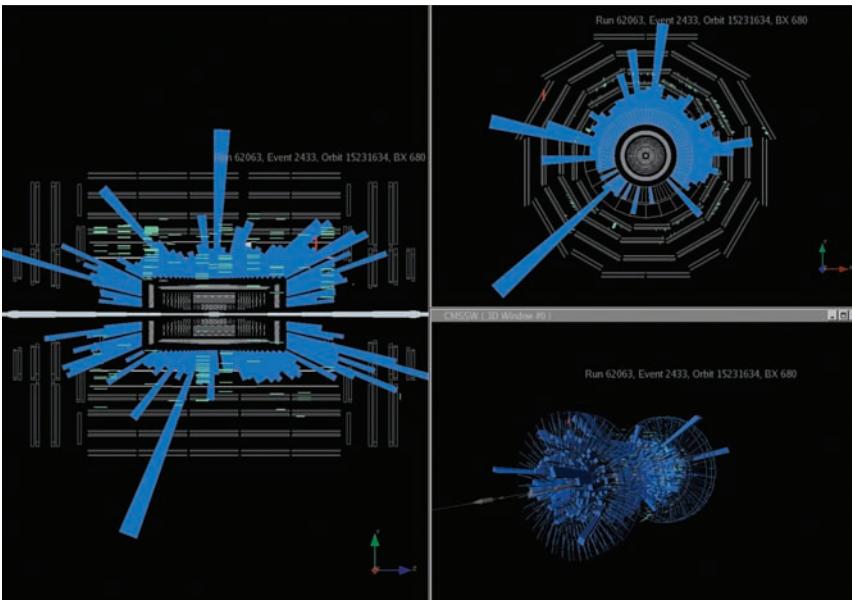 Run 62063, Event 2433, Orbit 15231634, BX 680
Run 62063, Event 2433, Orbit 15231634, BX 680
CMSSW ( 3D Window #0 )
Run 62063, Event 2433, Orbit 15231634, BX 680